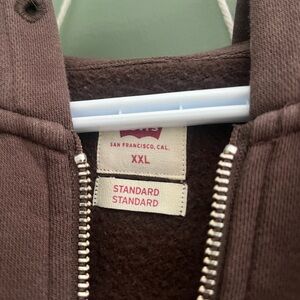 SAN FRANCISCO, CAL.
XXL
STANDARD
STANDARD